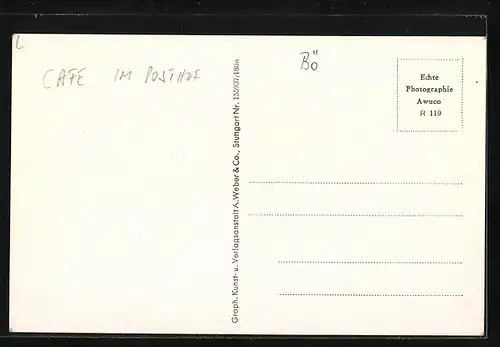 CAFE IM POSTHOF
Bö"
Echte
Photographie
Awuco
R 119
Graph. Kunst- u. Verlagsanstalt A. Weber & Co., Stuttgart Nr.